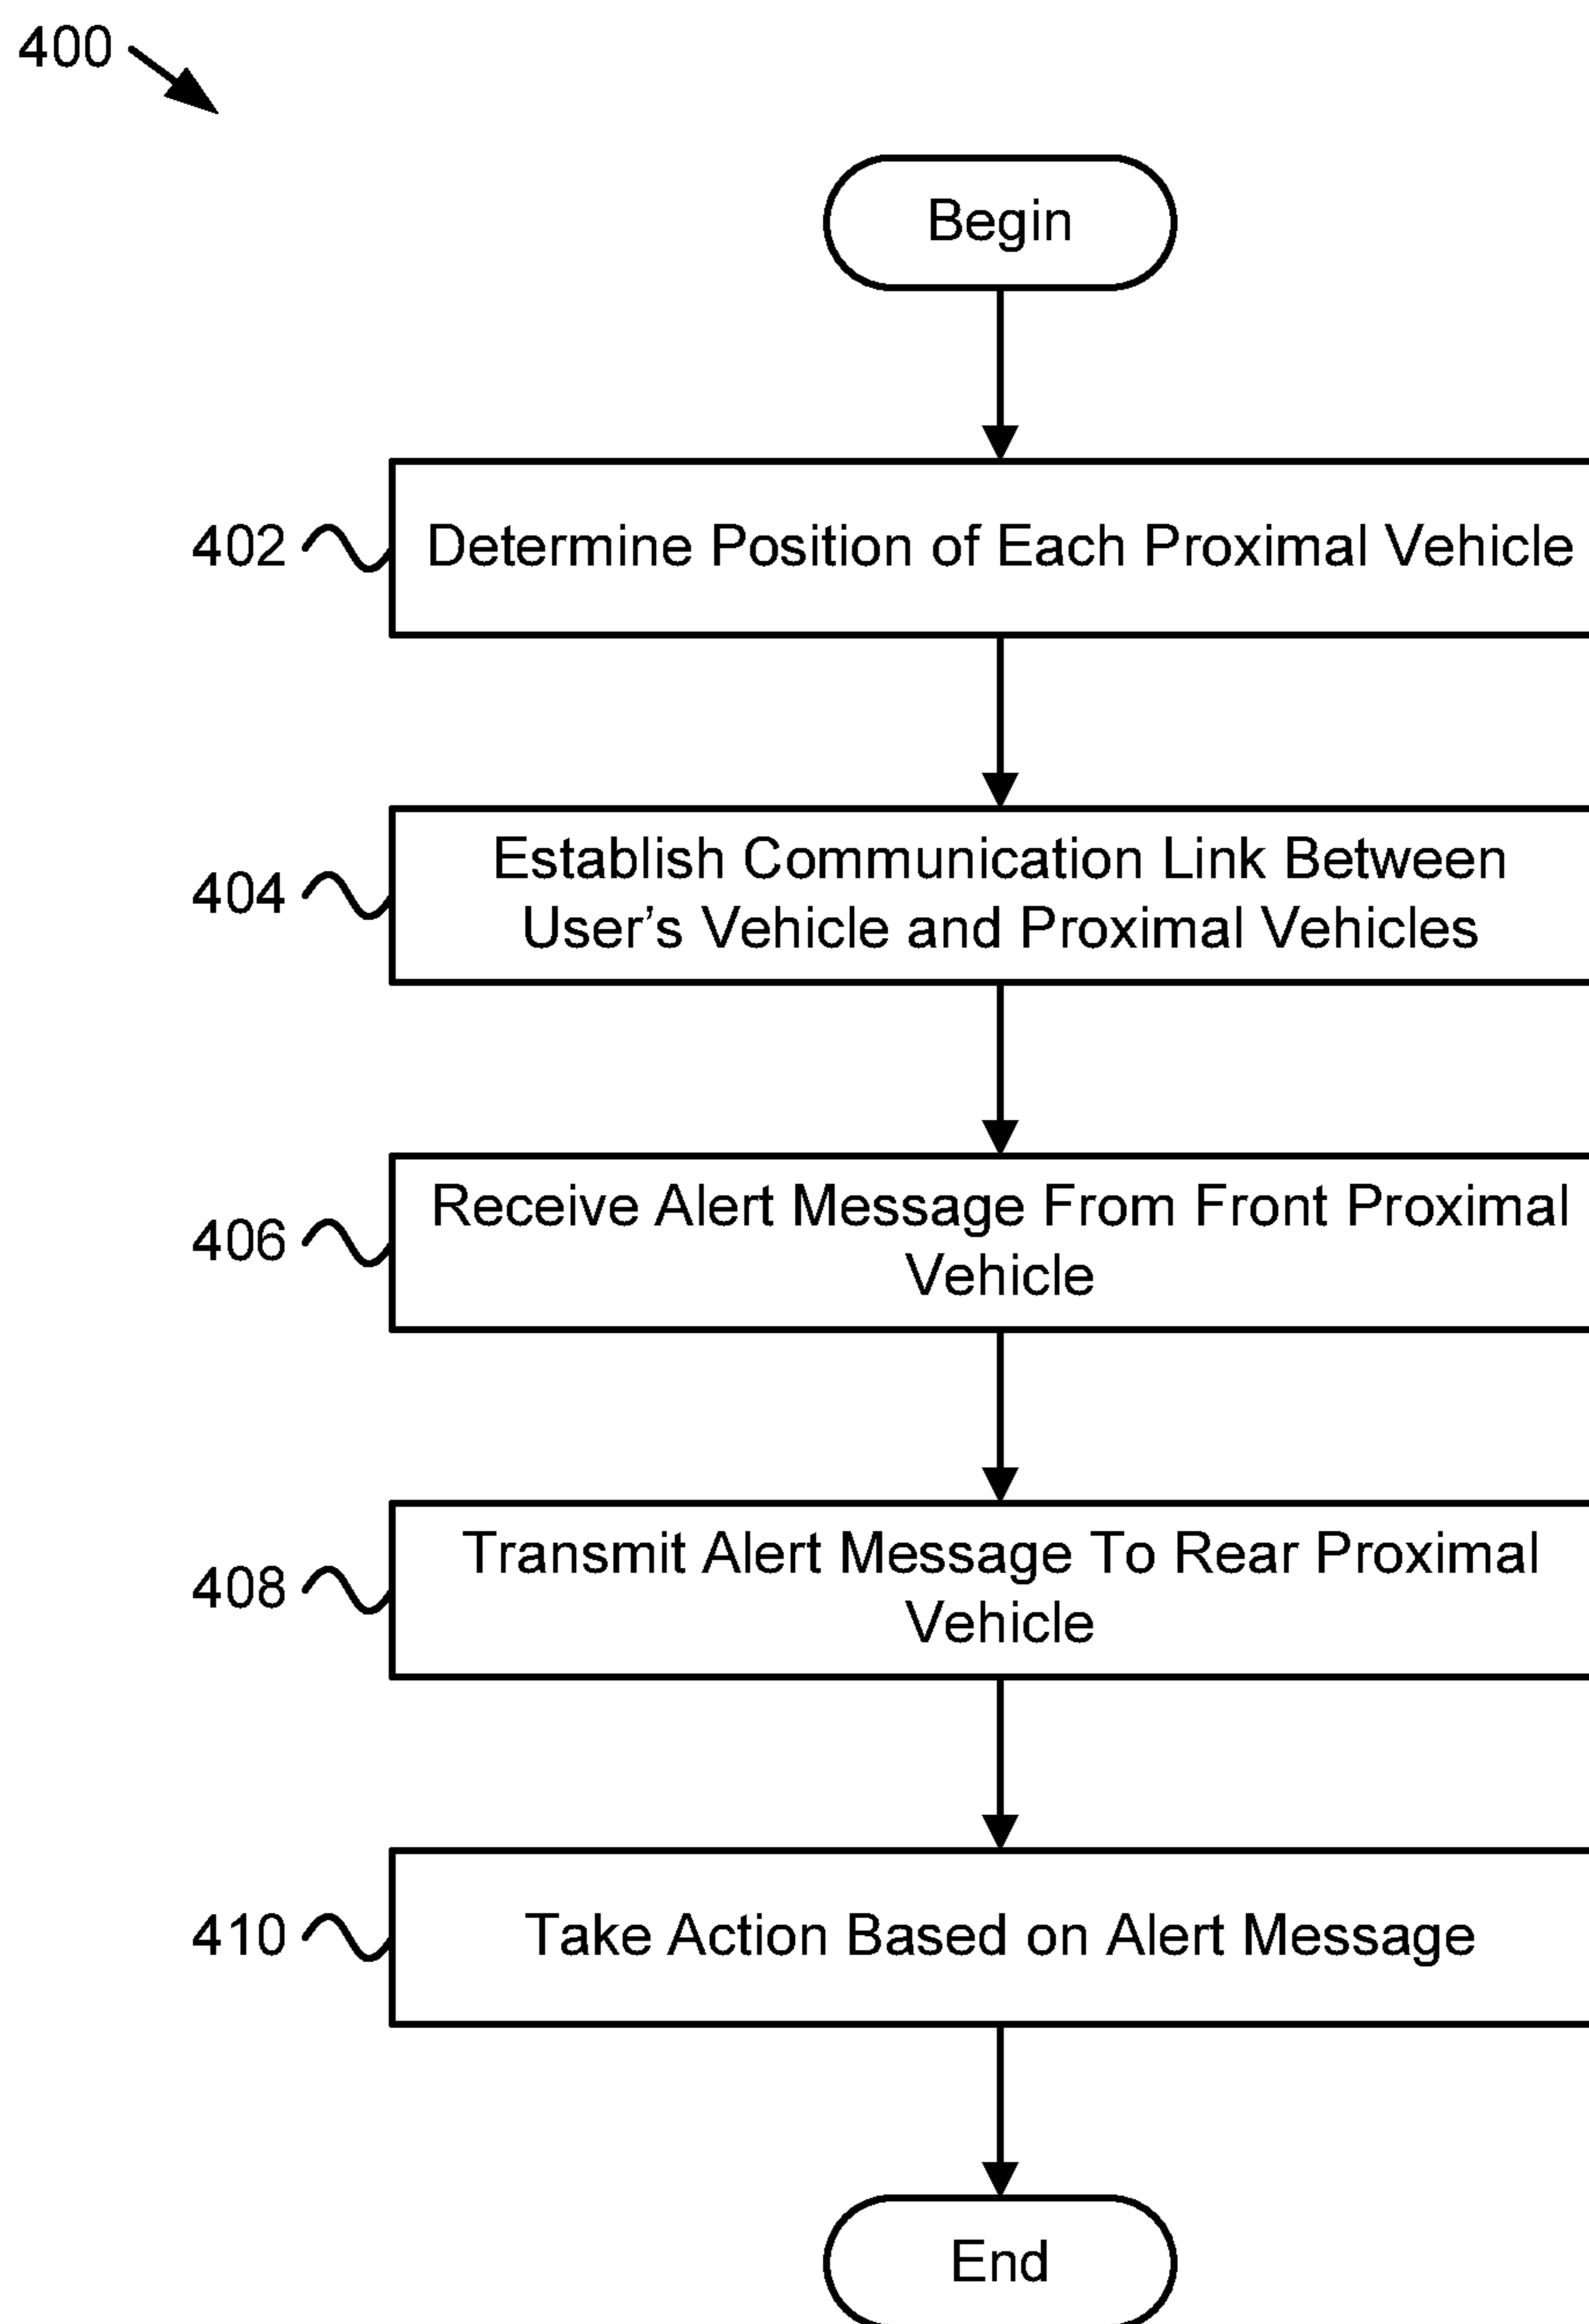 400
Begin
402
Determine Position of Each Proximal Vehicle
404
Establish Communication Link Between
User's Vehicle and Proximal Vehicles
406
Receive Alert Message From Front Proximal
Vehicle
408
Transmit Alert Message To Rear Proximal
Vehicle
410
Take Action Based on Alert Message
End